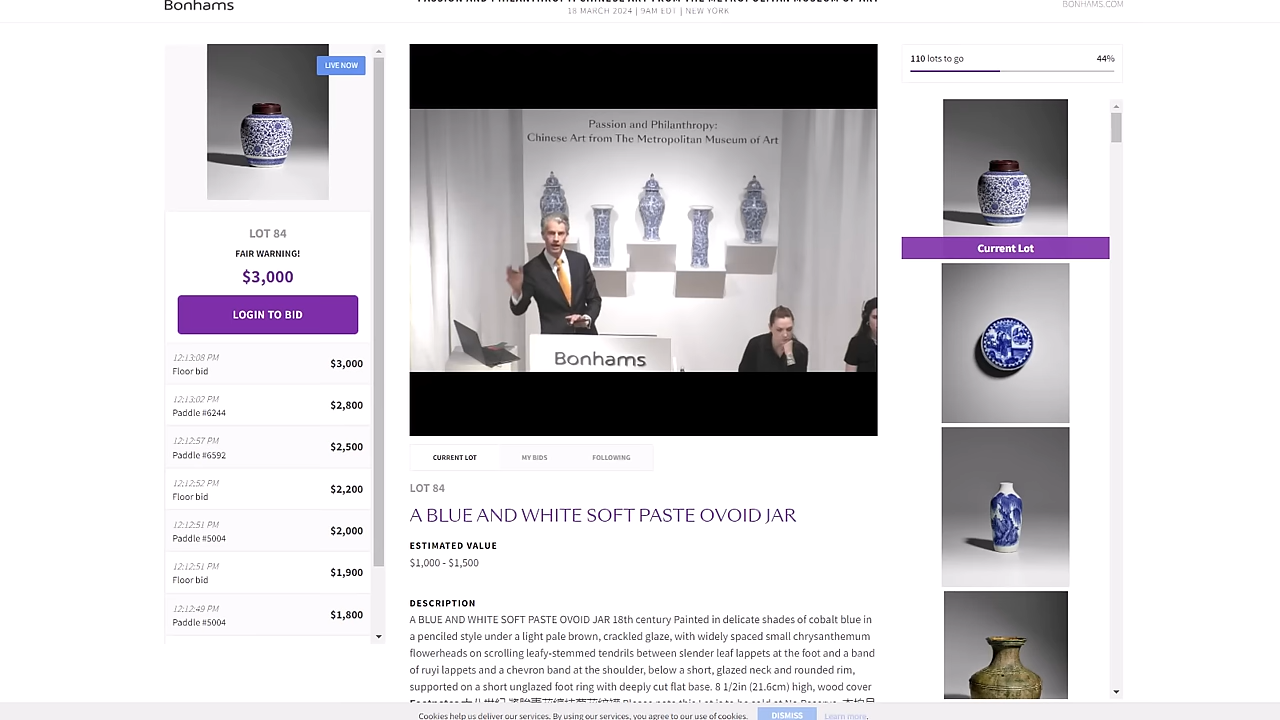 Bonhams
18 MARCH 2024 | 9AM EDT | NEW YORK
BONHAMS.COM
LIVE NOW
LOT 84
FAIR WARNING!
$3,000
LOGIN TO BID
12:13:08 PM
Floor bid
$3,000
12:13:02 PM
Paddle #6244
$2,800
12:12:57 PM
Paddle #6592
$2,500
12:12:52 PM
Floor bid
$2,200
12:12:51 PM
Paddle #5004
$2,000
12:12:51 PM
Floor bid
$1,900
12:12:49 PM
Paddle #5004
$1,800
Passion and Philanthropy:
Chinese Art from The Metropolitan Museum of Art
Bonhams
CURRENT LOT
MY BIDS
FOLLOWING
LOT 84
A BLUE AND WHITE SOFT PASTE OVOID JAR
ESTIMATED VALUE
$1,000 - $1,500
DESCRIPTION
A BLUE AND WHITE SOFT PASTE OVOID JAR 18th century Painted in delicate shades of cobalt blue in
a penciled style under a light pale brown, crackled glaze, with widely spaced small chrysanthemum
flowerheads on scrolling leafy-stemmed tendrils between slender leaf lappets at the foot and a band
of ruyi lappets and a chevron band at the shoulder, below a short, glazed neck and rounded rim,
supported on a short unglazed foot ring with deeply cut flat base. 8 1/2in (21.6cm) high, wood cover
110 lots to go
44%
Current Lot
Cookies help us deliver our services. By using our services, you agree to our use of cookies.
DISMISS
Learn more.